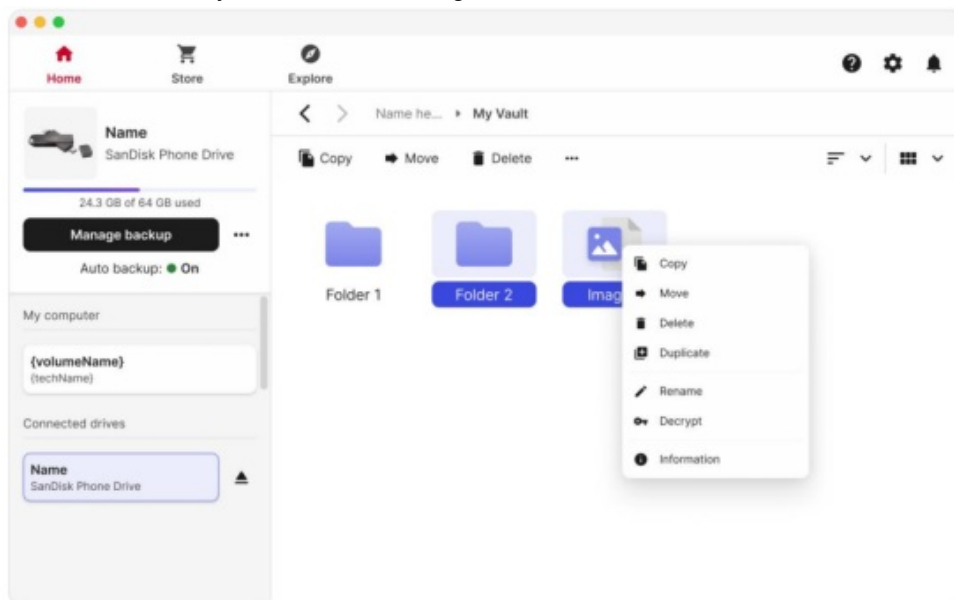 Home
Store
Explore
Name
SanDisk Phone Drive
24.3 GB of 64 GB used
Manage backup
Auto backup: On
My computer
{volumeName}
{techName}
Connected drives
Name
SanDisk Phone Drive
Name he... My Vault
Copy Move Delete
Folder 1
Folder 2
Imag
Copy
Move
Delete
Duplicate
Rename
Decrypt
Information